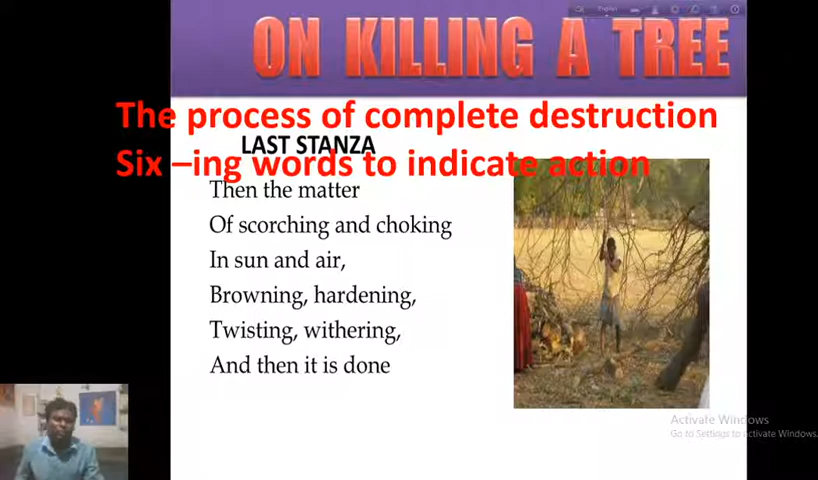 English
ON KILLING A TREE
The process of complete destruction
LAST STANZA
Six –ing words to indicate action
Then the matter
Of scorching and choking
In sun and air,
Browning, hardening,
Twisting, withering,
And then it is done
Activate Windows
Go to Settings to activate Windows.